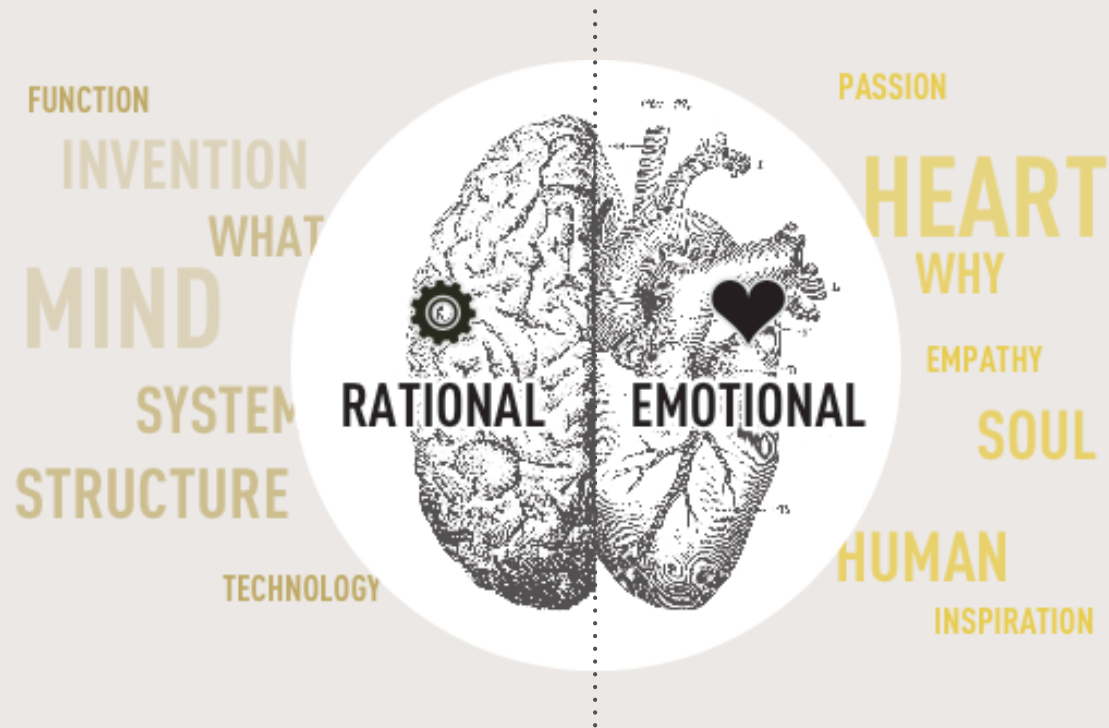 FUNCTION
INVENTION
WHAT
MIND
SYSTEM
STRUCTURE
TECHNOLOGY
RATIONAL
EMOTIONAL
PASSION
HEART
WHY
EMPATHY
SOUL
HUMAN
INSPIRATION